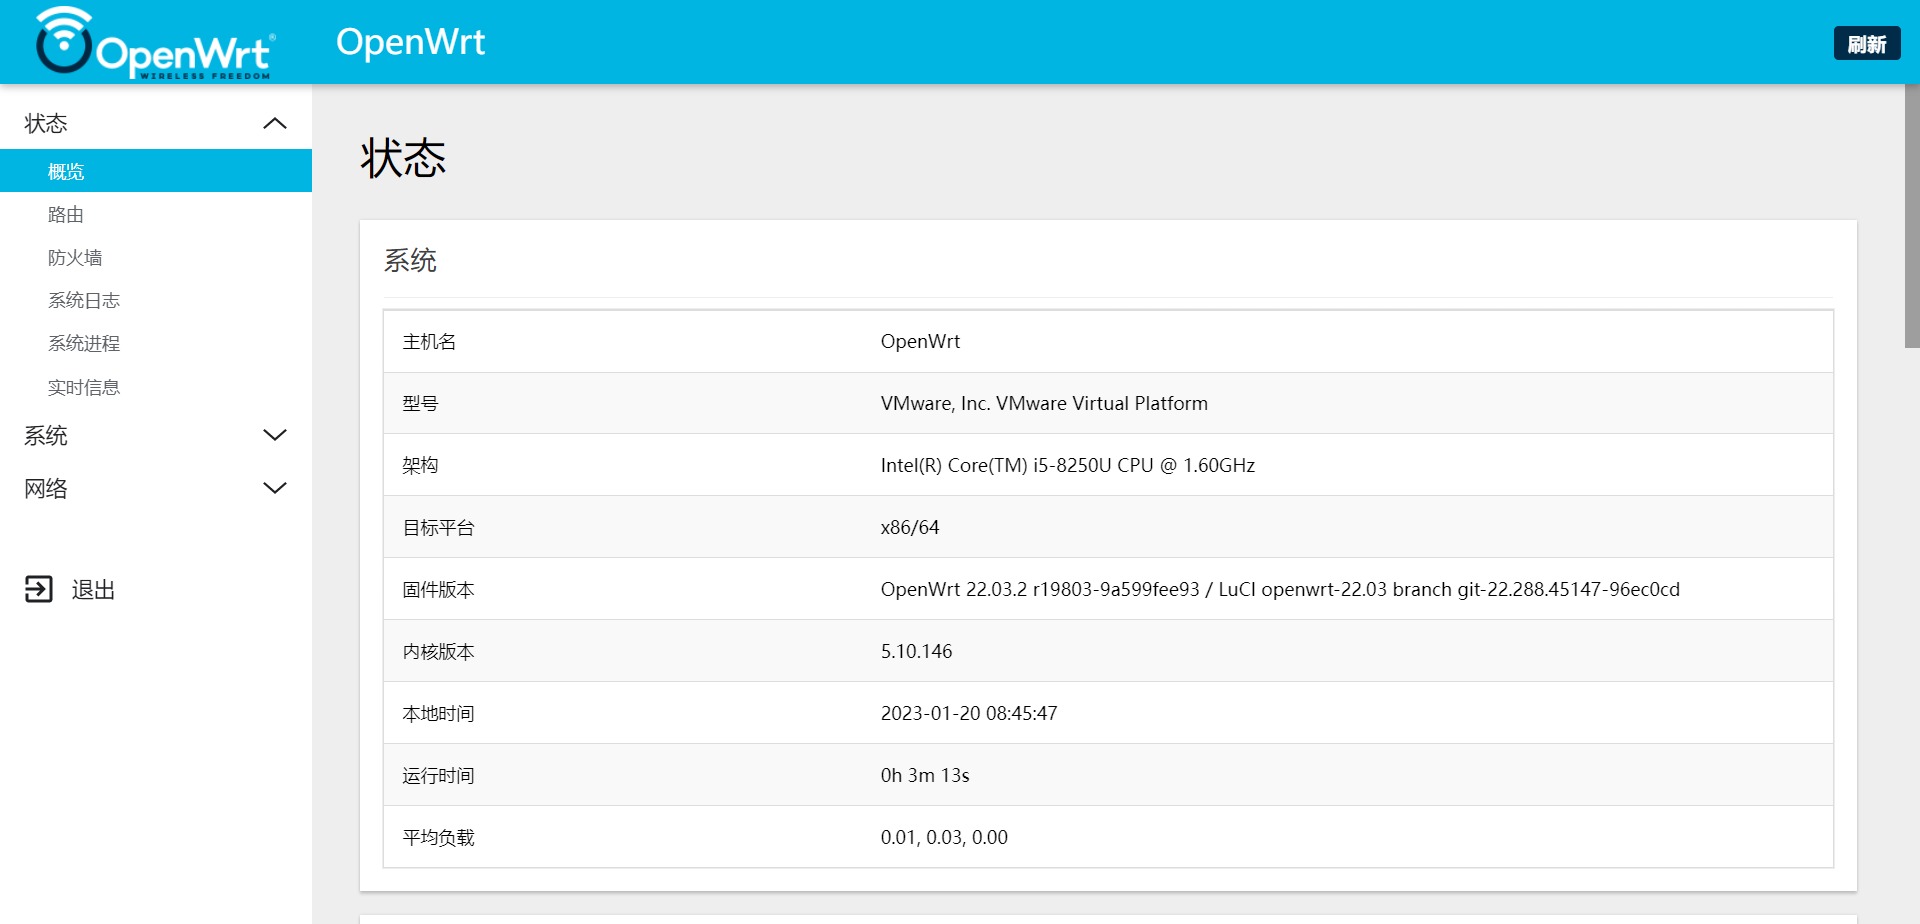 OpenWrt®
WIRELESS FREEDOM
OpenWrt
刷新
状态
概览
路由
防火墙
系统日志
系统进程
实时信息
系统
网络
退出
状态
系统
主机名 OpenWrt
型号 VMware, Inc. VMware Virtual Platform
架构 Intel(R) Core(TM) i5-8250U CPU @ 1.60GHz
目标平台 x86/64
固件版本 OpenWrt 22.03.2 r19803-9a599fee93 / LuCI openwrt-22.03 branch git-22.288.45147-96ec0cd
内核版本 5.10.146
本地时间 2023-01-20 08:45:47
运行时间 0h 3m 13s
平均负载 0.01, 0.03, 0.00